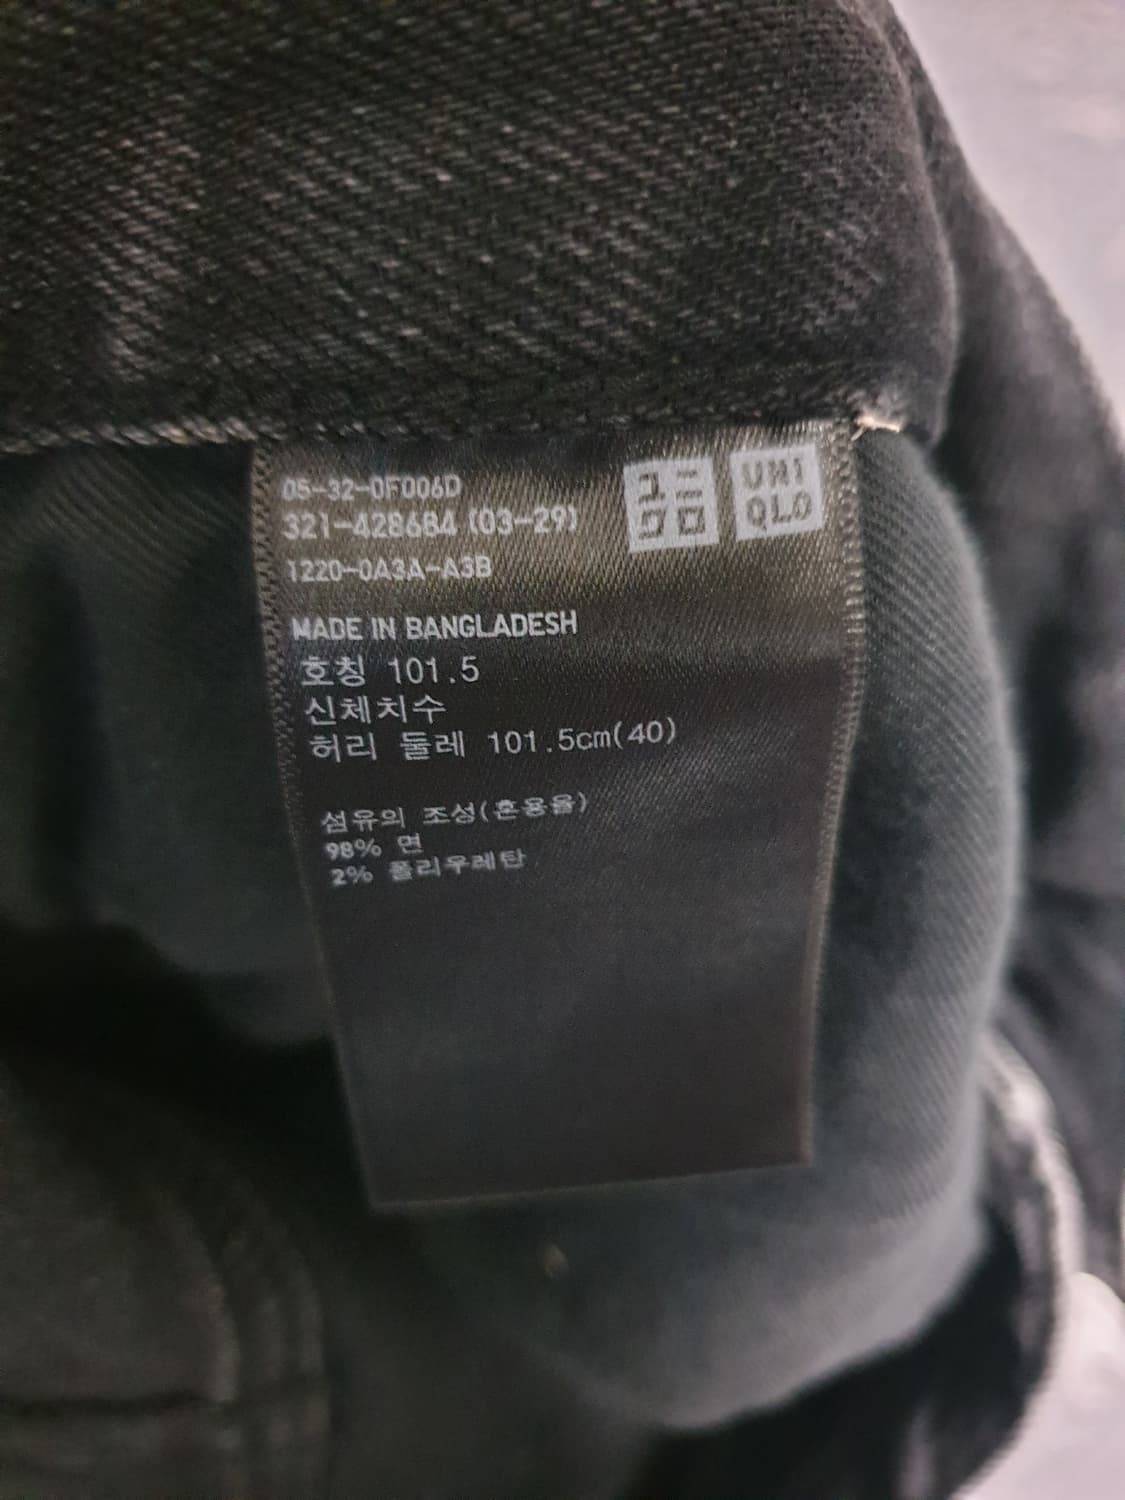 05-32-0F006D
321-428684 (03-29)
1220-0A3A-A3B
ユニ
クロ
UNI
QLO
MADE IN BANGLADESH
호칭 101.5
신체치수
허리 둘레 101.5cm(40)
섬유의 조성(혼용율)
98% 면
2% 폴리우레탄